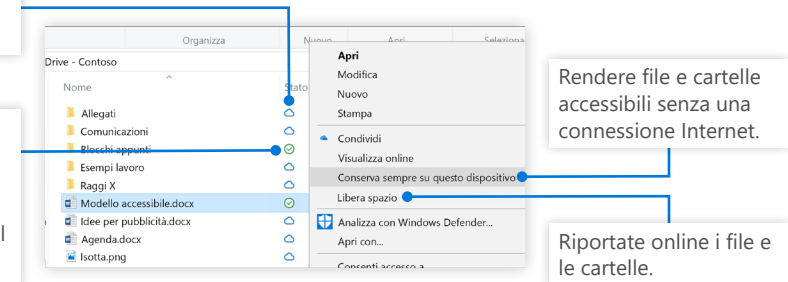 Organizza
Nuovo
Apri
Seleziona
Drive - Contoso
Nome
Stato
Allegati
Comunicazioni
Blocchi appunti
Esempi lavoro
Raggi X
Modello accessibile.docx
Idee per pubblicità.docx
Agenda.docx
Isotta.png
Apri
Modifica
Nuovo
Stampa
Condividi
Visualizza online
Conserva sempre su questo dispositivo
Libera spazio
Analizza con Windows Defender...
Apri con...
Consenti accesso a
Rendere file e cartelle
accessibili senza una
connessione Internet.
Riportate online i file e
le cartelle.